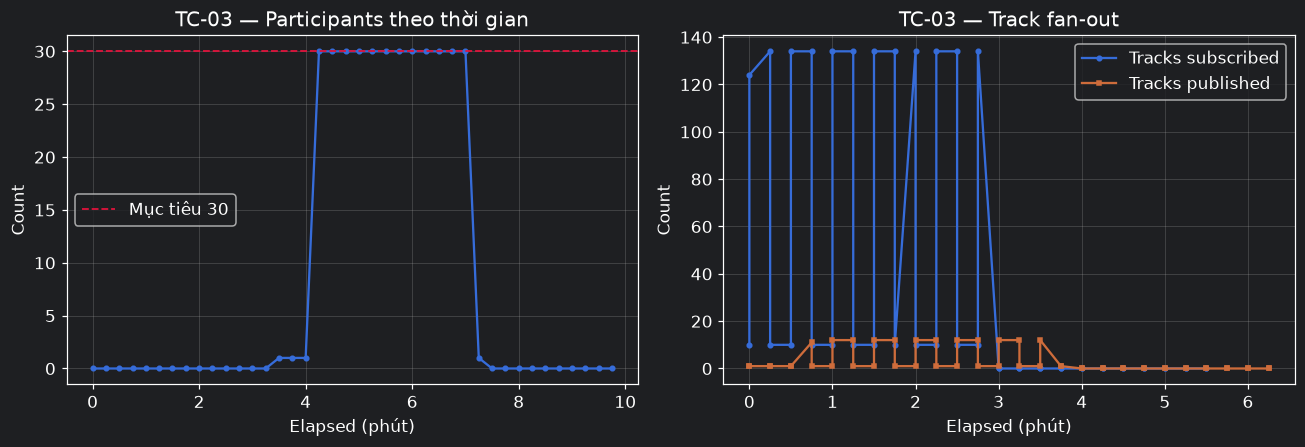 TC-03 — Participants theo thời gian
30
25
20
15
10
5
0
Count
Mục tiêu 30
0 2 4 6 8 10
Elapsed (phút)
TC-03 — Track fan-out
140
120
100
80
60
40
20
0
Count
Tracks subscribed
Tracks published
0 1 2 3 4 5 6
Elapsed (phút)